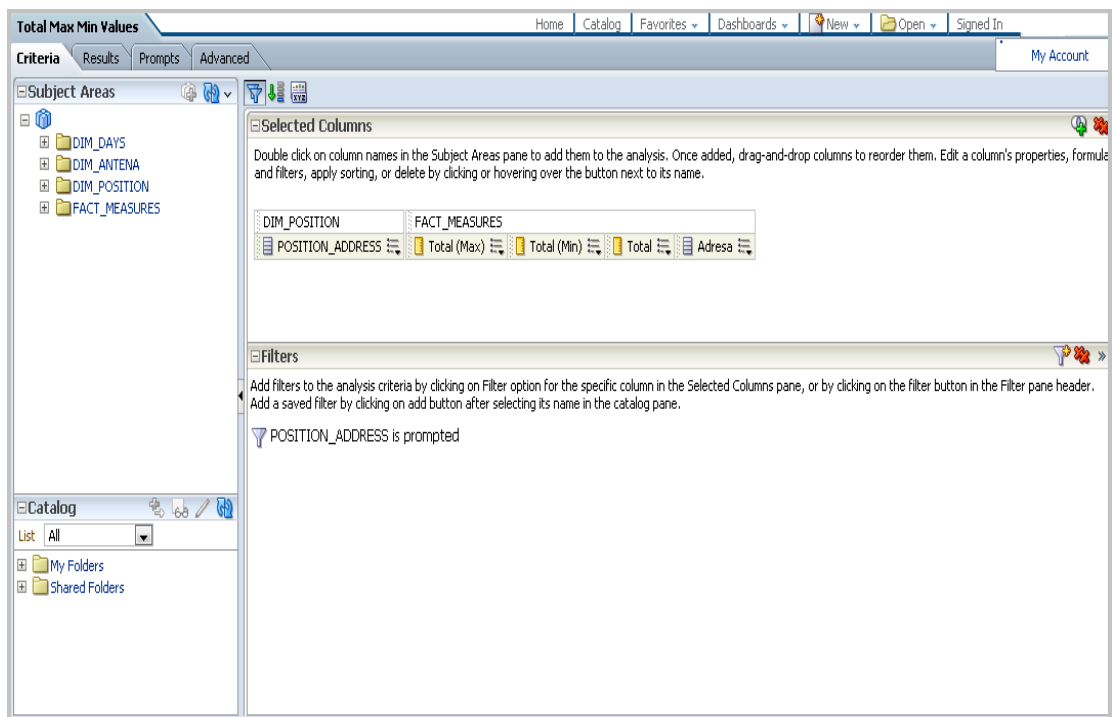 Total Max Min Values
Home Catalog Favorites Dashboards New Open Signed In
Criteria Results Prompts Advanced
My Account
Subject Areas
DIM_DAYS
DIM_ANTENA
DIM_POSITION
FACT_MEASURES
Selected Columns
Double click on column names in the Subject Areas pane to add them to the analysis. Once added, drag-and-drop columns to reorder them. Edit a column's properties, formula
and filters, apply sorting, or delete by clicking or hovering over the button next to its name.
DIM_POSITION FACT_MEASURES
POSITION_ADDRESS Total (Max) Total (Min) Total Adresa
Filters
Add filters to the analysis criteria by clicking on Filter option for the specific column in the Selected Columns pane, or by clicking on the filter button in the Filter pane header.
Add a saved filter by clicking on add button after selecting its name in the catalog pane.
POSITION_ADDRESS is prompted
Catalog
List All
My Folders
Shared Folders